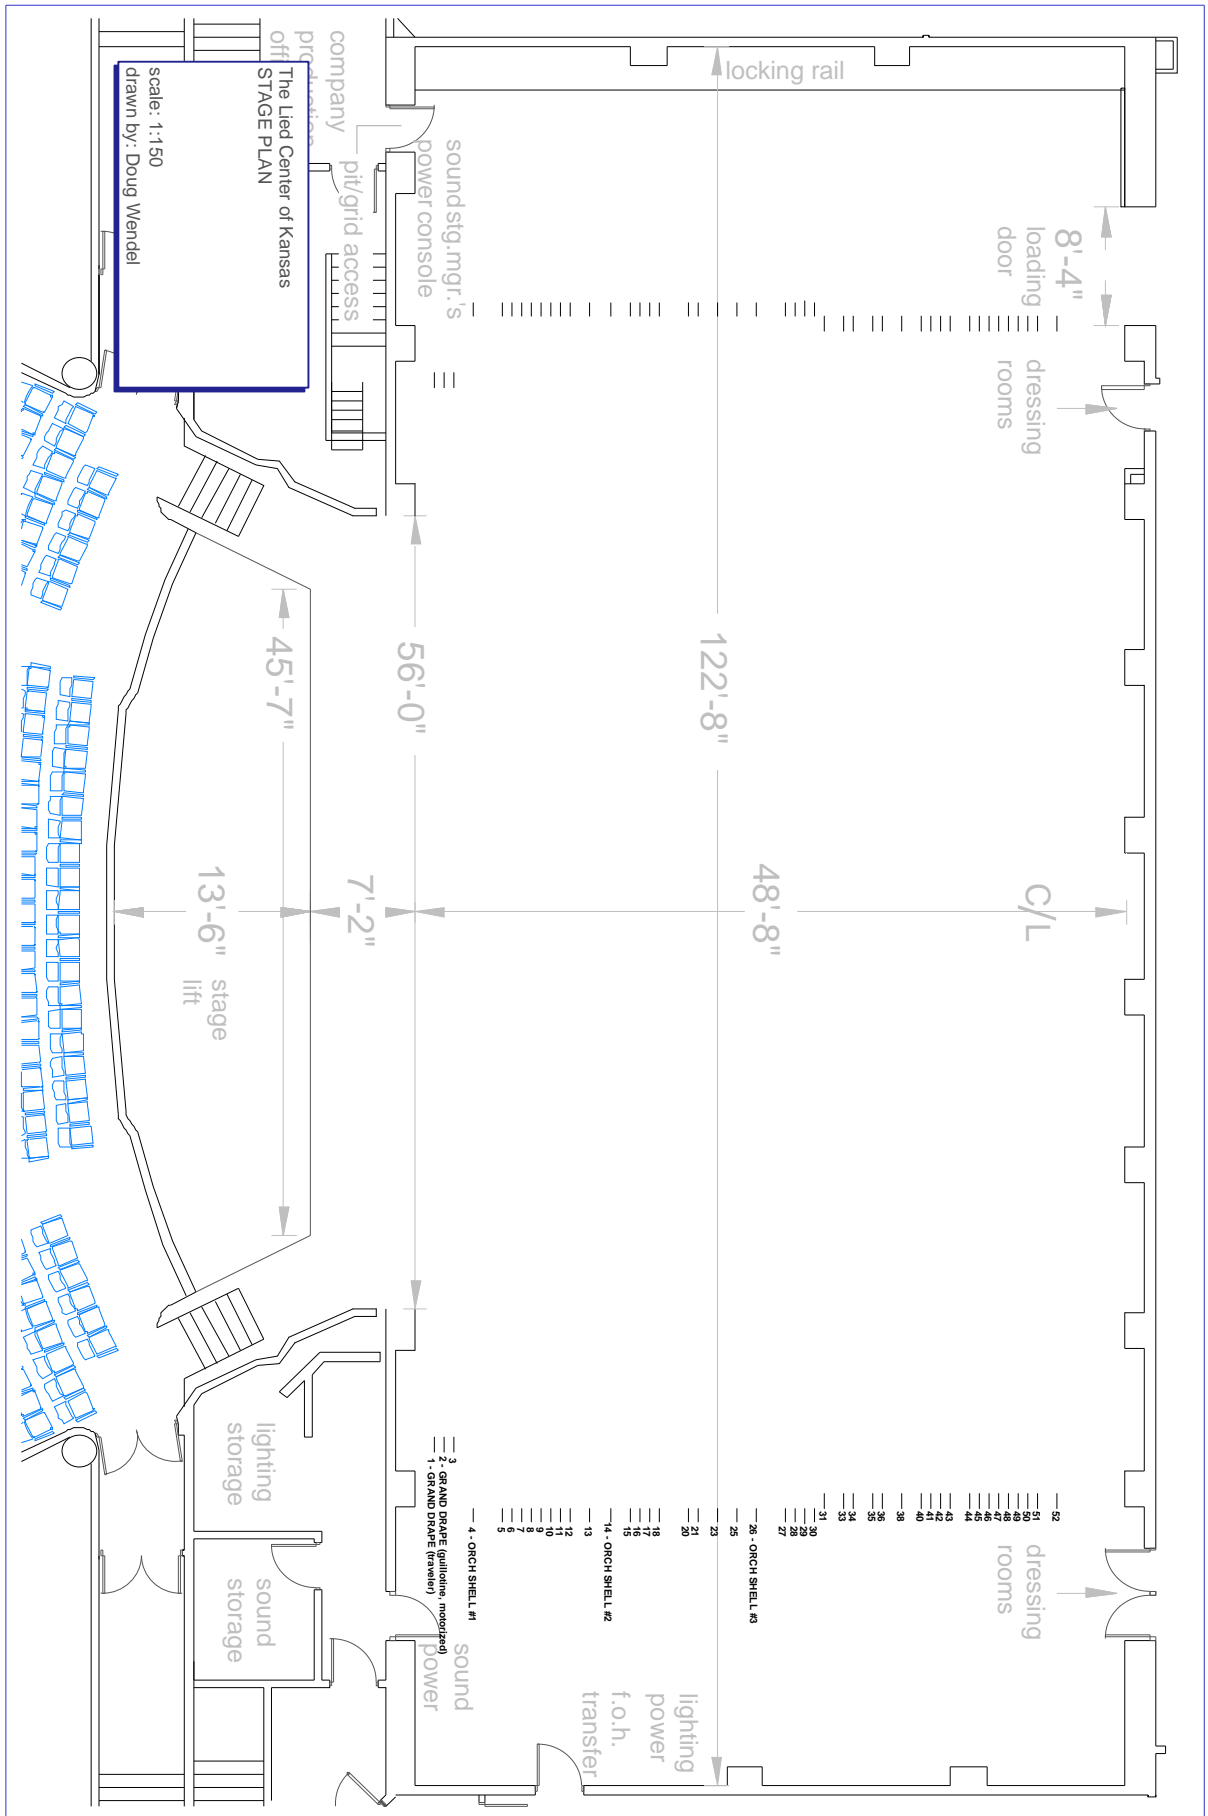 The Lied Center of Kansas
STAGE PLAN
scale: 1:150
drawn by: Doug Wendel
company
production
pit/grid access
sound stg.mgr.'s
power console
locking rail
8'-4"
loading
door
dressing
rooms
45'-7"
56'-0"
122'-8"
13'-6"
7'-2"
48'-8"
C/L
stage
lift
lighting
storage
sound
storage
3
2 - GRAND DRAPE (guillotine, motorized)
1 - GRAND DRAPE (traveler)
4 - ORCH SHELL #1
5
6
7
8
9
10
11
12
13
14 - ORCH SHELL #2
15
16
17
18
20
21
23
25
26 - ORCH SHELL #3
27
28
29
30
31
33
34
35
36
38
40
41
42
43
44
45
46
47
48
49
50
51
52
dressing
rooms
sound
power
lighting
power
f.o.h.
transfer